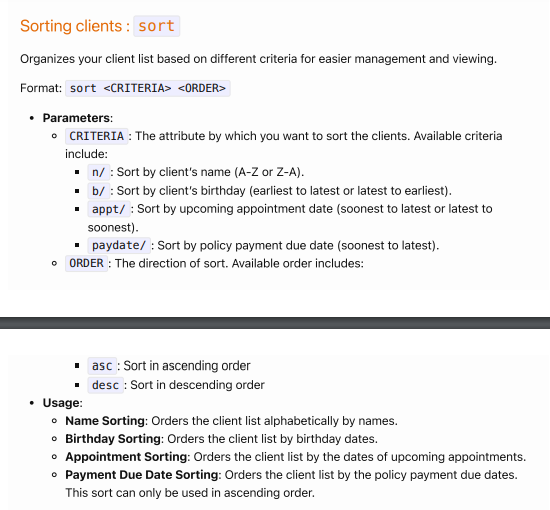 Sorting clients : sort
Organizes your client list based on different criteria for easier management and viewing.
Format: sort <CRITERIA> <ORDER>
• Parameters:
◦ CRITERIA : The attribute by which you want to sort the clients. Available criteria
include:
▪ n/ : Sort by client's name (A-Z or Z-A).
▪ b/ : Sort by client's birthday (earliest to latest or latest to earliest).
▪ appt/ : Sort by upcoming appointment date (soonest to latest or latest to
soonest).
▪ paydate/ : Sort by policy payment due date (soonest to latest).
◦ ORDER : The direction of sort. Available order includes:
▪ asc : Sort in ascending order
▪ desc : Sort in descending order
• Usage:
◦ Name Sorting: Orders the client list alphabetically by names.
◦ Birthday Sorting: Orders the client list by birthday dates.
◦ Appointment Sorting: Orders the client list by the dates of upcoming appointments.
◦ Payment Due Date Sorting: Orders the client list by the policy payment due dates.
This sort can only be used in ascending order.